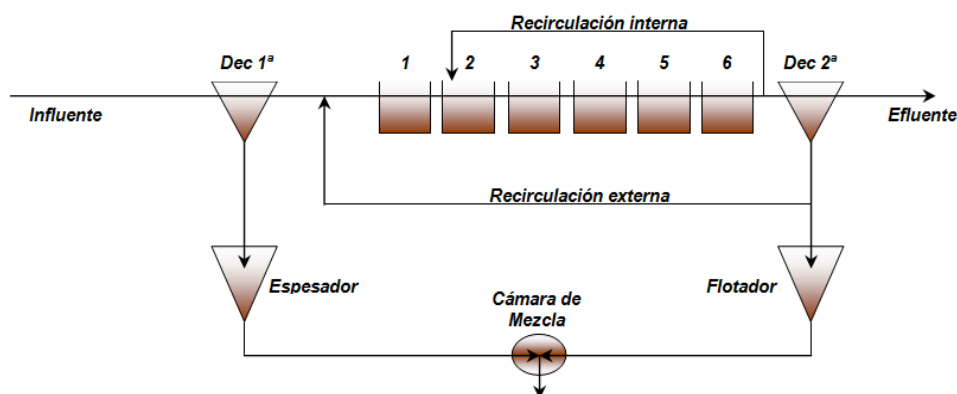 Recirculación interna
Dec 1ª
1
2
3
4
5
6
Dec 2ª
Influente
Efluente
Recirculación externa
Espesador
Flotador
Cámara de
Mezcla